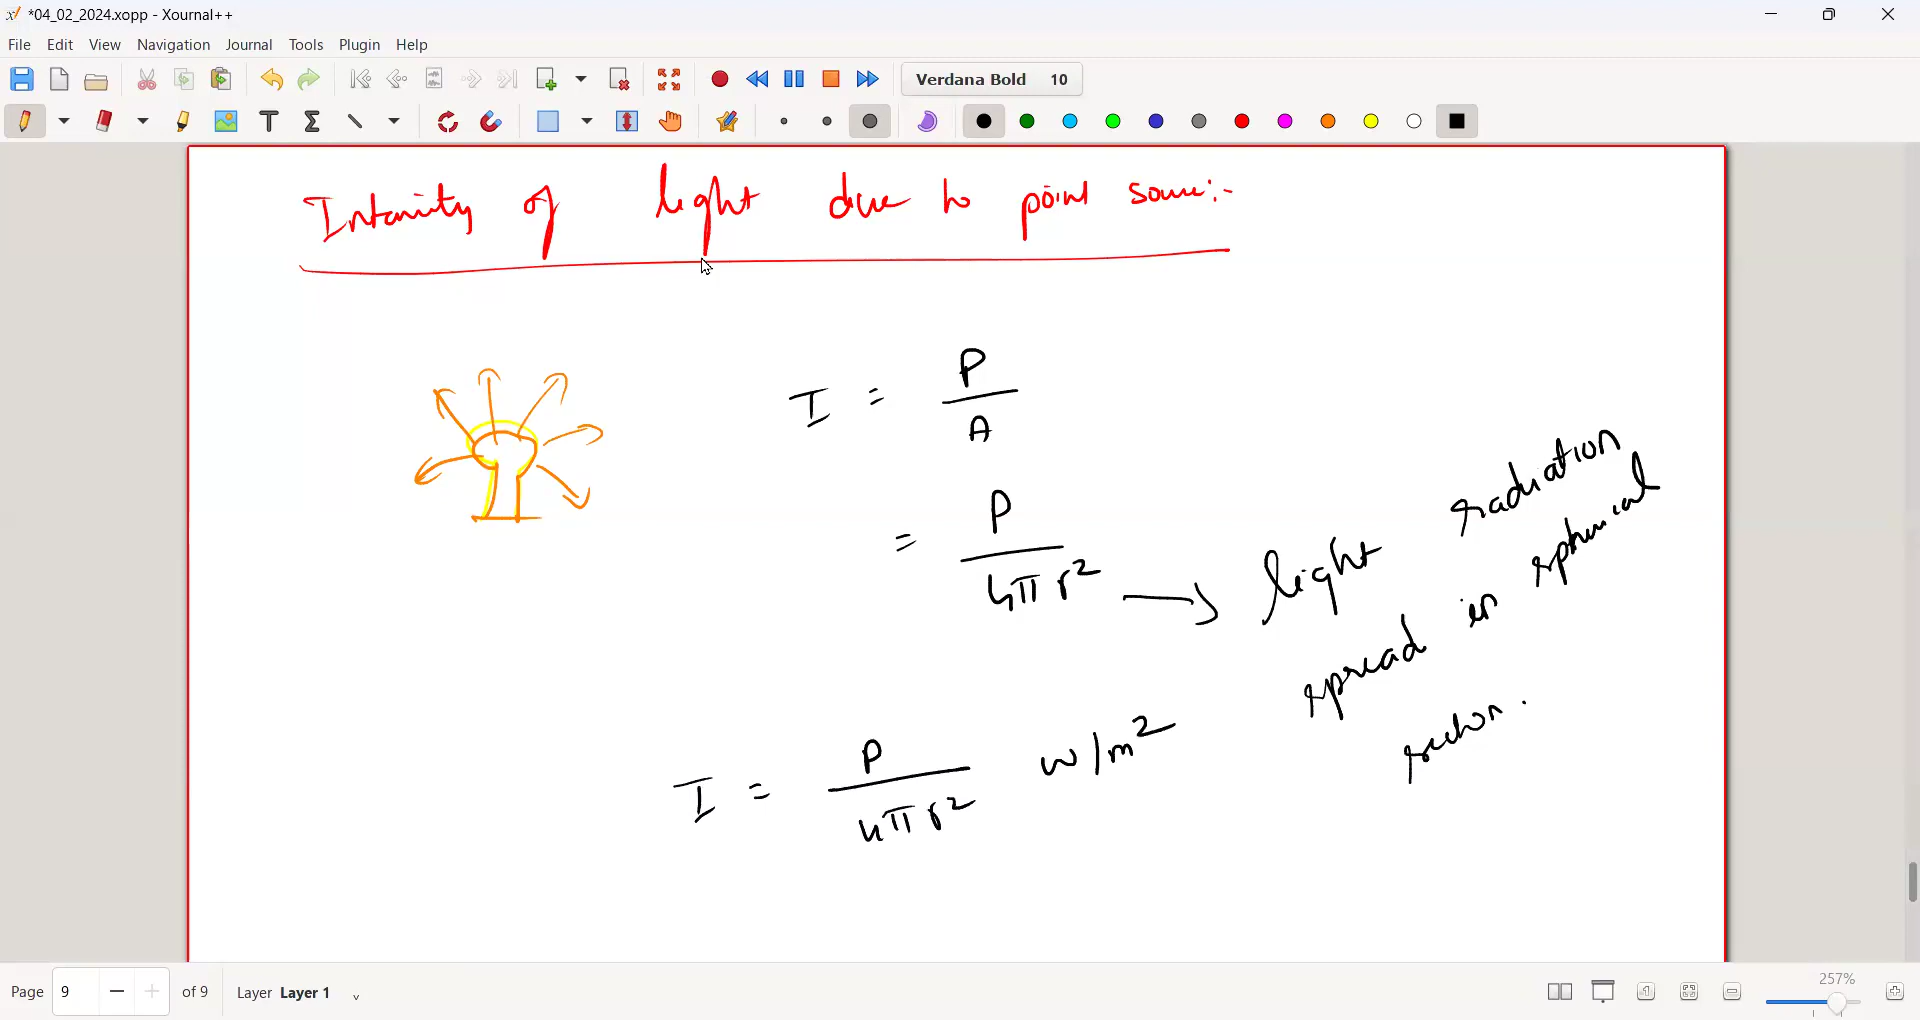 *04_02_2024.xopp - Xournal++
File Edit View Navigation Journal Tools Plugin Help
Verdana Bold 10
Intensity of light due to point source:-
I = P / A
= P / 4πr² → light radiation
spread in spherical
sector.
I = P / 4πr² w/m²
Page 9 of 9 Layer Layer 1
257%